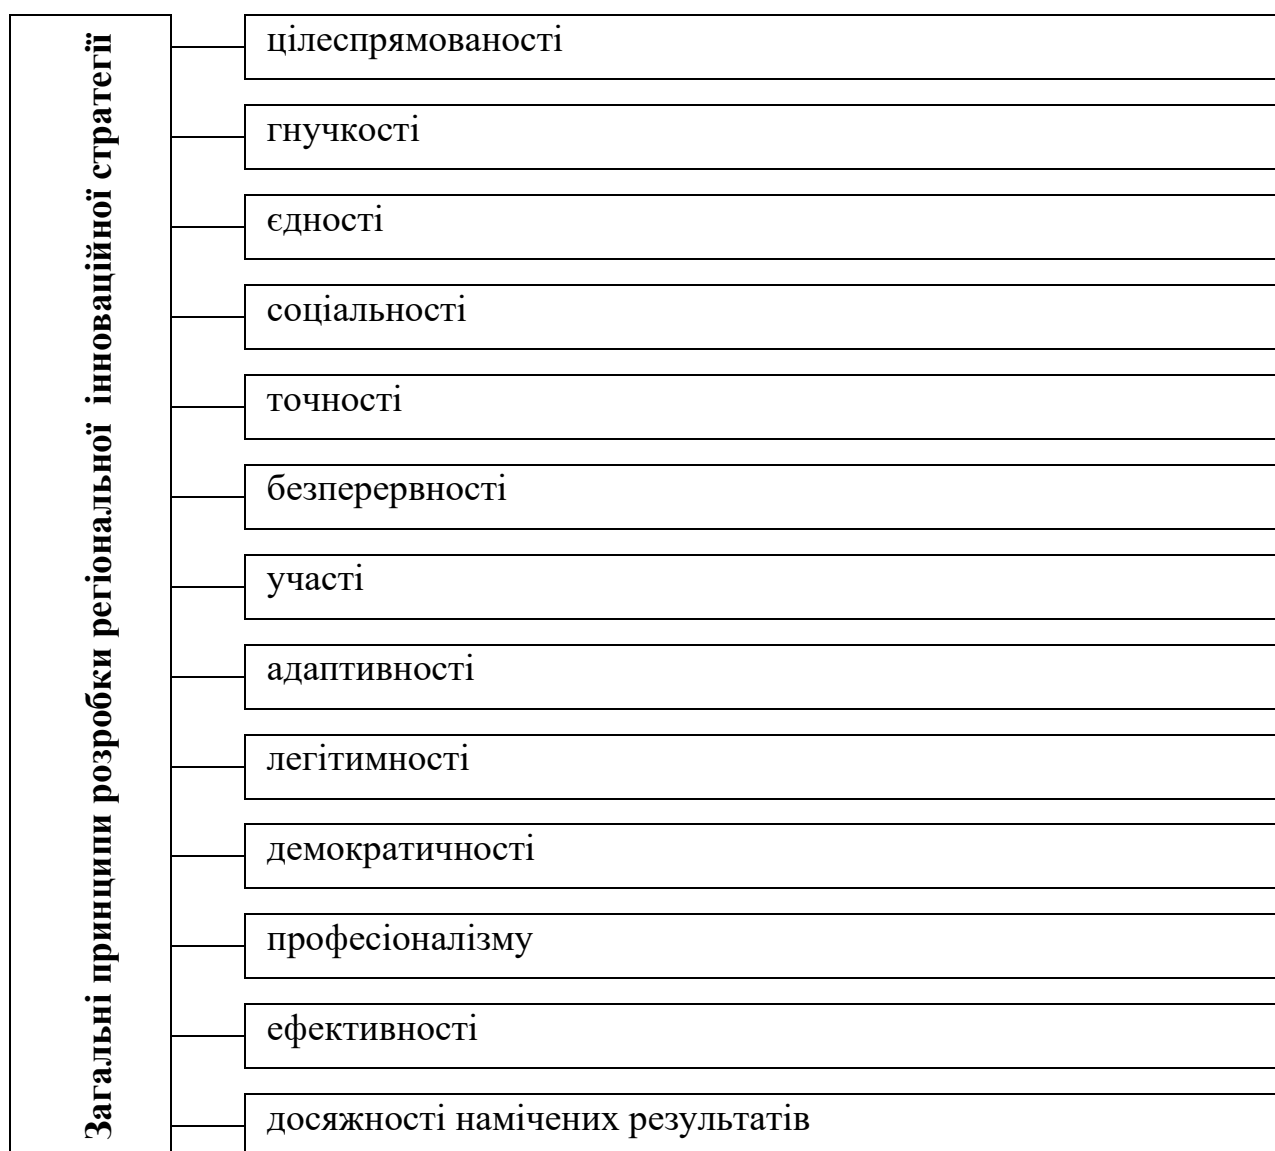 Загальні принципи розробки регіональної інноваційної стратегії
цілеспрямованості
гнучкості
єдності
соціальності
точності
безперервності
участі
адаптивності
легітимності
демократичності
професіоналізму
ефективності
досяжності намічених результатів